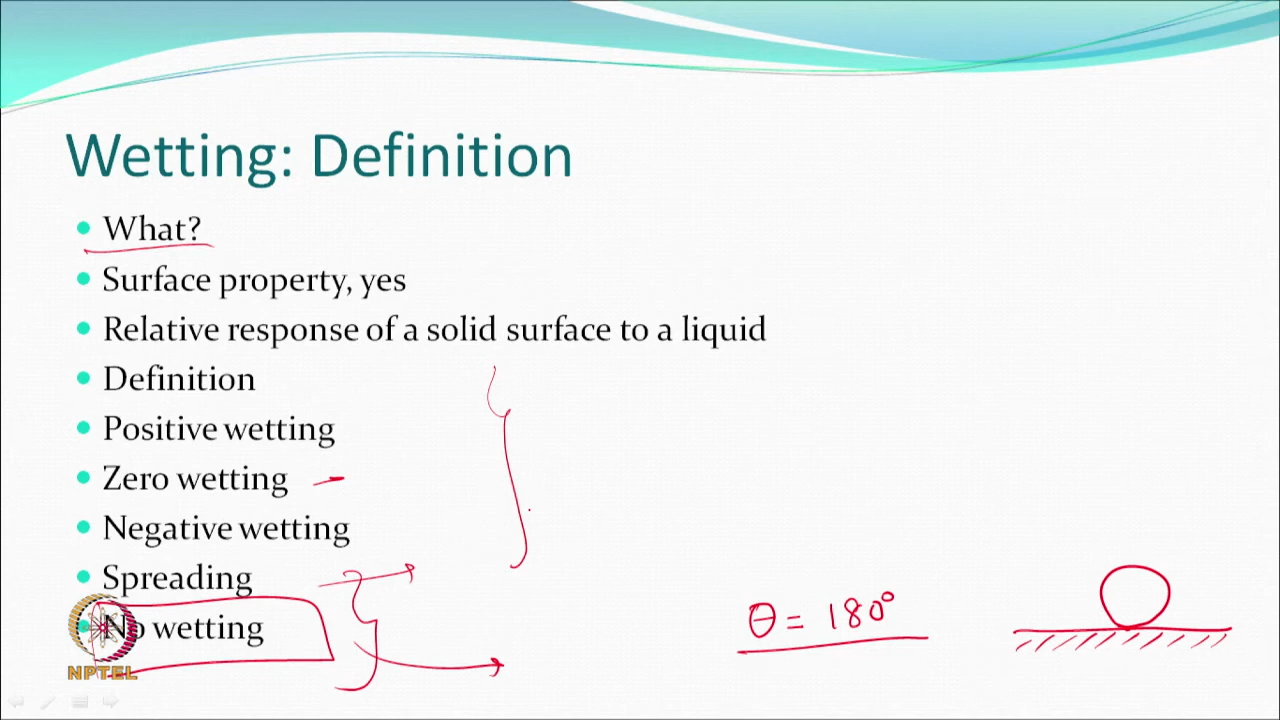 Wetting: Definition
What?
Surface property, yes
Relative response of a solid surface to a liquid
Definition
Positive wetting
Zero wetting
Negative wetting
Spreading
No wetting
θ = 180°
NPTEL